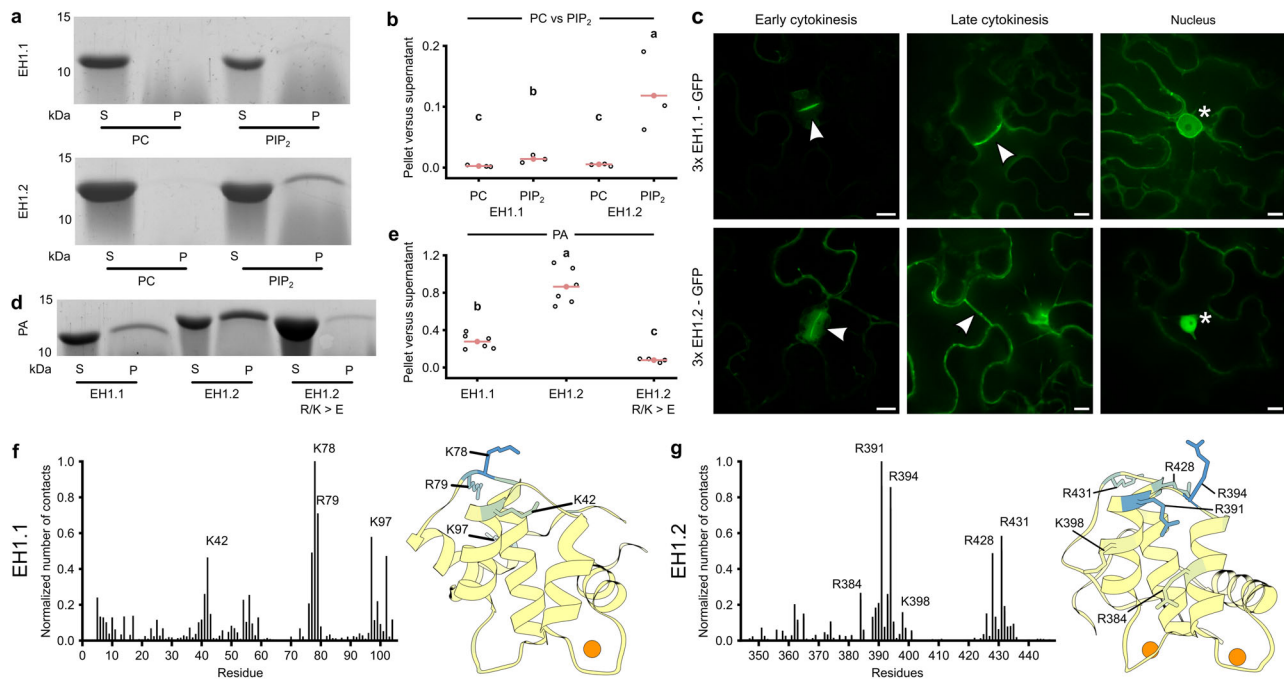 a
15
EH1.1
10
kDa
S
P
S
P
PC
PIP2
15
EH1.2
10
S
P
S
P
PC
PIP2
b
PC vs PIP2
Pellet versus supernatant
0.2
0.1
0.0
c
b
c
a
PC
PIP2
PC
PIP2
EH1.1
EH1.2
c
Early cytokinesis
Late cytokinesis
Nucleus
3x EH1.1 - GFP
*
3x EH1.2 - GFP
*
d
15
PA
10
kDa
S
P
S
P
S
P
EH1.1
EH1.2
EH1.2
R/K > E
e
PA
Pellet versus supernatant
1.2
0.8
0.4
0.0
b
a
c
EH1.1
EH1.2
EH1.2
R/K > E
f
EH1.1
Normalized number of contacts
1.0
0.8
0.6
0.4
0.2
0.0
K78
R79
K97
K42
0 10 20 30 40 50 60 70 80 90 100
Residue
K78
R79
K42
K97
g
EH1.2
Normalized number of contacts
1.0
0.8
0.6
0.4
0.2
0.0
R391
R394
R431
R428
R384
K398
350 360 370 380 390 400 410 420 430 440
Residues
R428
R431
R394
R391
K398
R384